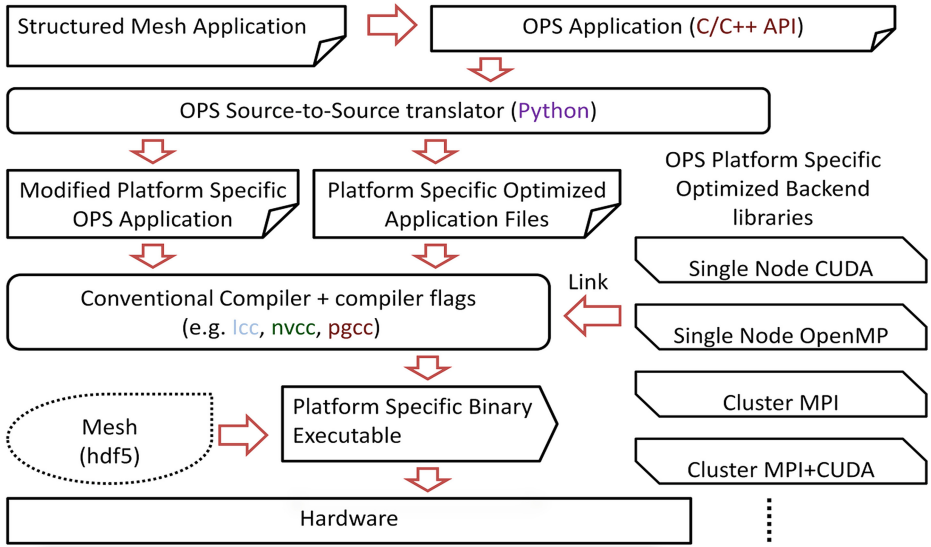 Structured Mesh Application
OPS Application (C/C++ API)
OPS Source-to-Source translator (Python)
Modified Platform Specific
OPS Application
Platform Specific Optimized
Application Files
OPS Platform Specific
Optimized Backend
libraries
Single Node CUDA
Single Node OpenMP
Cluster MPI
Cluster MPI+CUDA
Link
Conventional Compiler + compiler flags
(e.g. Icc, nvcc, pgcc)
Mesh
(hdf5)
Platform Specific Binary
Executable
Hardware